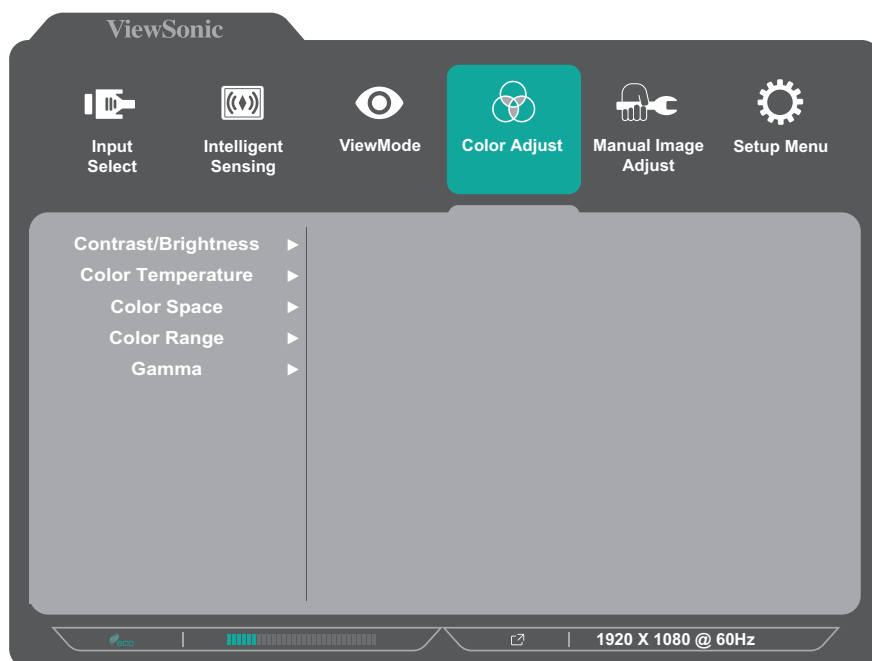 ViewSonic
Input
Select
Intelligent
Sensing
ViewMode
Color Adjust
Manual Image
Adjust
Setup Menu
Contrast/Brightness
Color Temperature
Color Space
Color Range
Gamma
eco
1920 X 1080 @ 60Hz